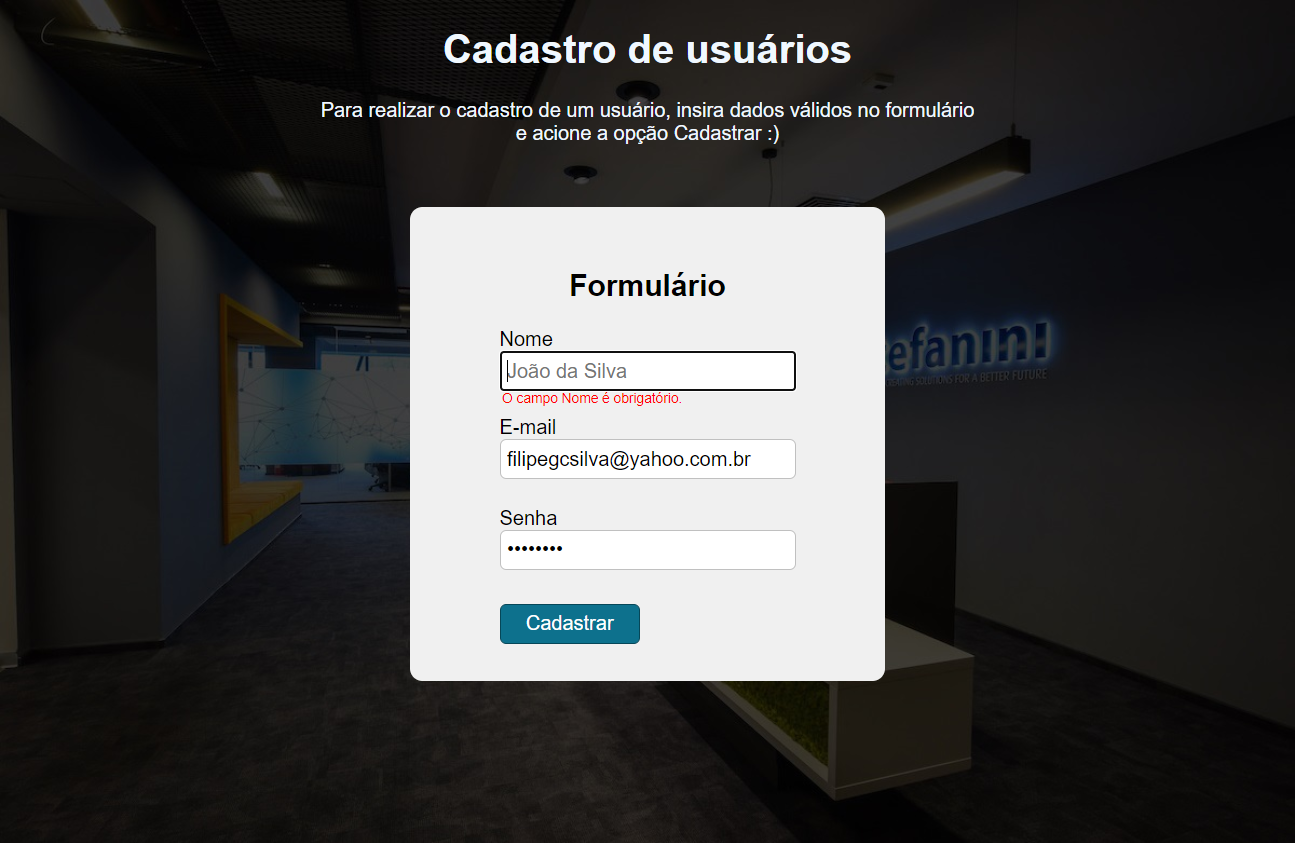 Cadastro de usuários
Para realizar o cadastro de um usuário, insira dados válidos no formulário
e acione a opção Cadastrar :)
Formulário
Nome
João da Silva
O campo Nome é obrigatório.
E-mail
filipegcsilva@yahoo.com.br
Senha
••••••••
Cadastrar
efanini
CREATING SOLUTIONS FOR A BETTER FUTURE